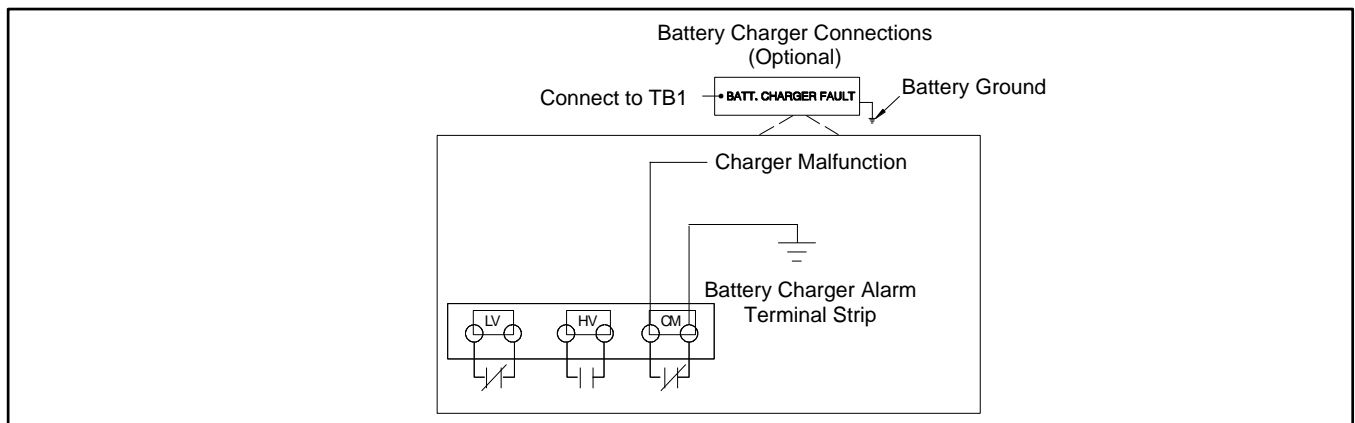 Battery Charger Connections
(Optional)
Connect to TB1
BATT. CHARGER FAULT
Battery Ground
Charger Malfunction
Battery Charger Alarm
Terminal Strip
LV
HV
CM